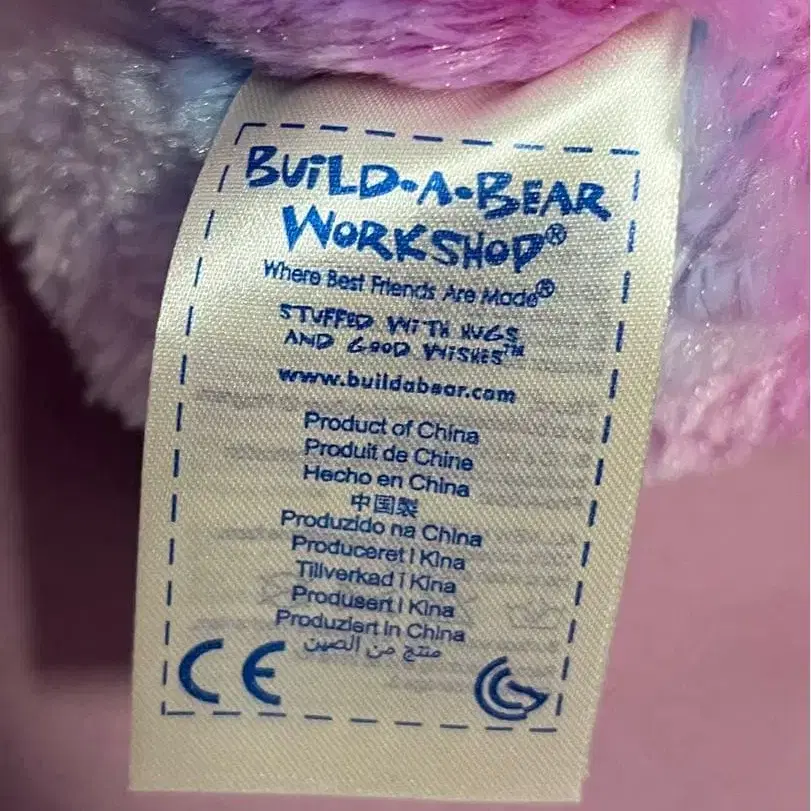 BUiLD-A-BEAR
WORKSHOP®
Where Best Friends Are Made®
STUFFED WiTH HUGS
AND GOOD WiSHES™
www.buildabear.com
Product of China
Produit de Chine
Hecho en China
中国製
Produzido na China
Produceret i Kina
Tillverkad i Kina
Produsert i Kina
Produziert in China
منتج من الصين
CE